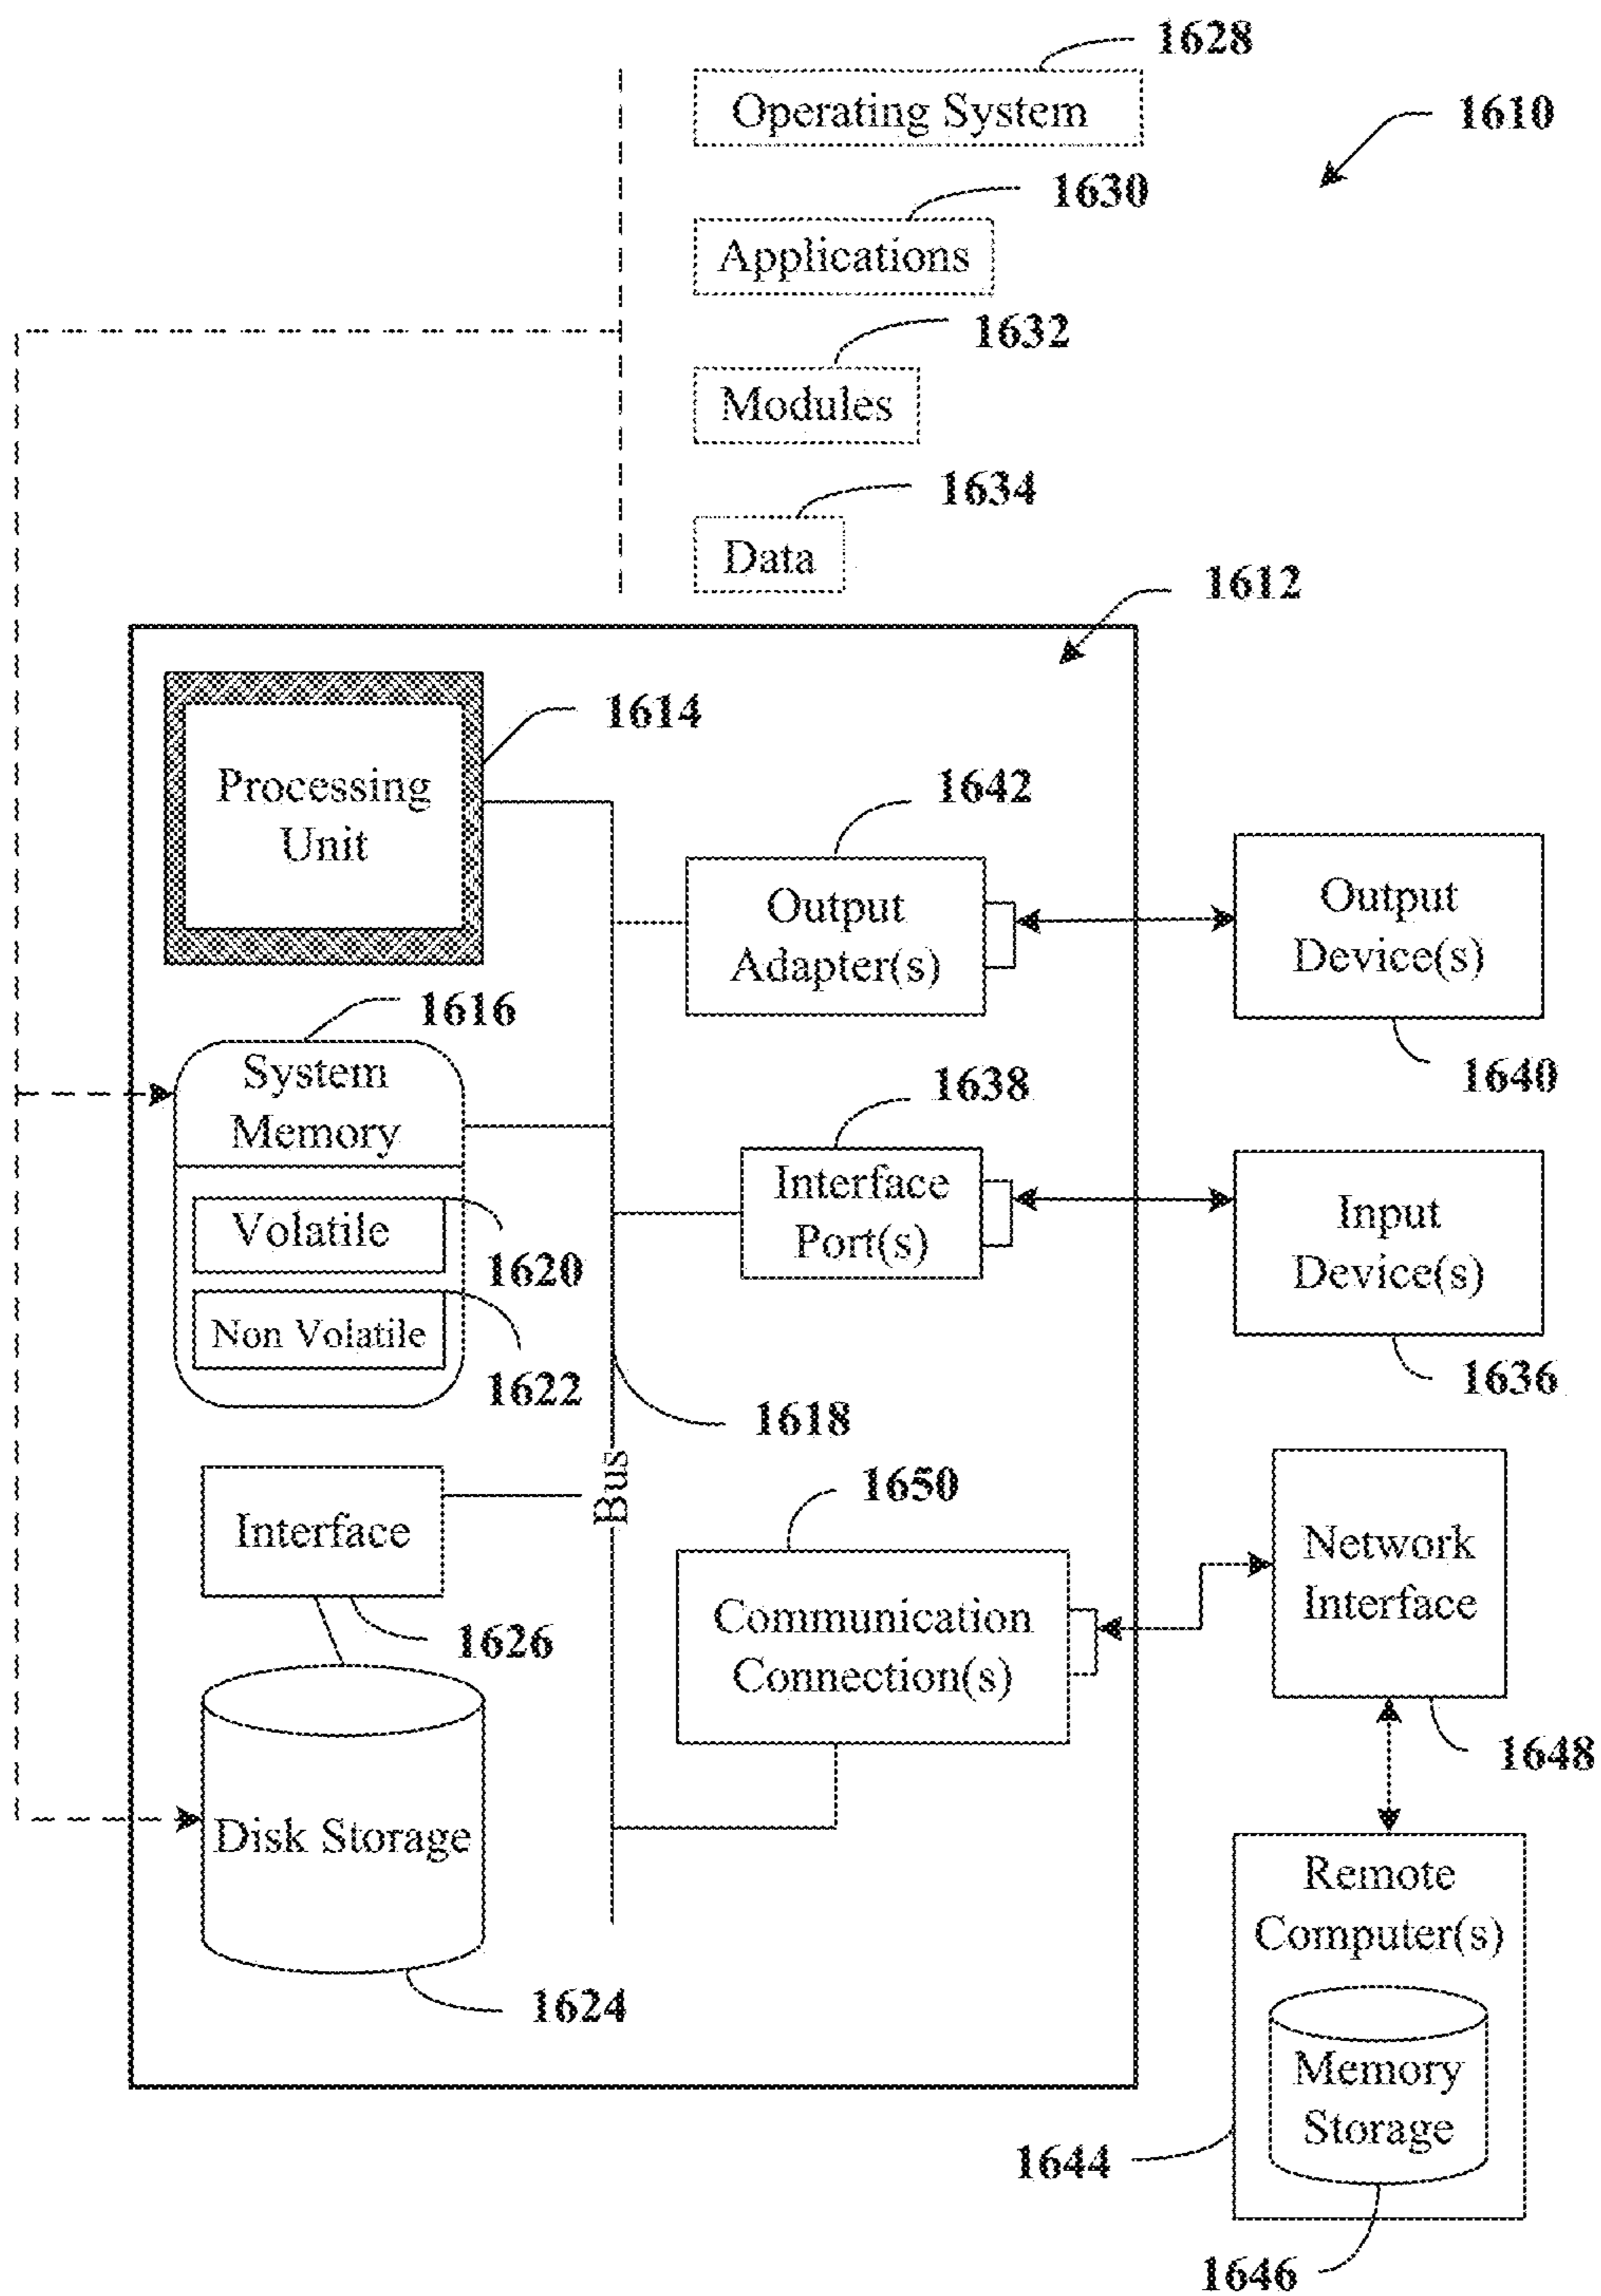 1628
Operating System
1610
1630
Applications
1632
Modules
1634
Data
1612
1614
Processing
Unit
1642
Output
Adapter(s)
Output
Device(s)
1640
1616
System
Memory
1638
Interface
Port(s)
Input
Device(s)
1636
Volatile
1620
Non Volatile
1622
1618
Bus
1650
Interface
1626
Communication
Connection(s)
Network
Interface
1648
Disk Storage
1624
Remote
Computer(s)
Memory
Storage
1644
1646